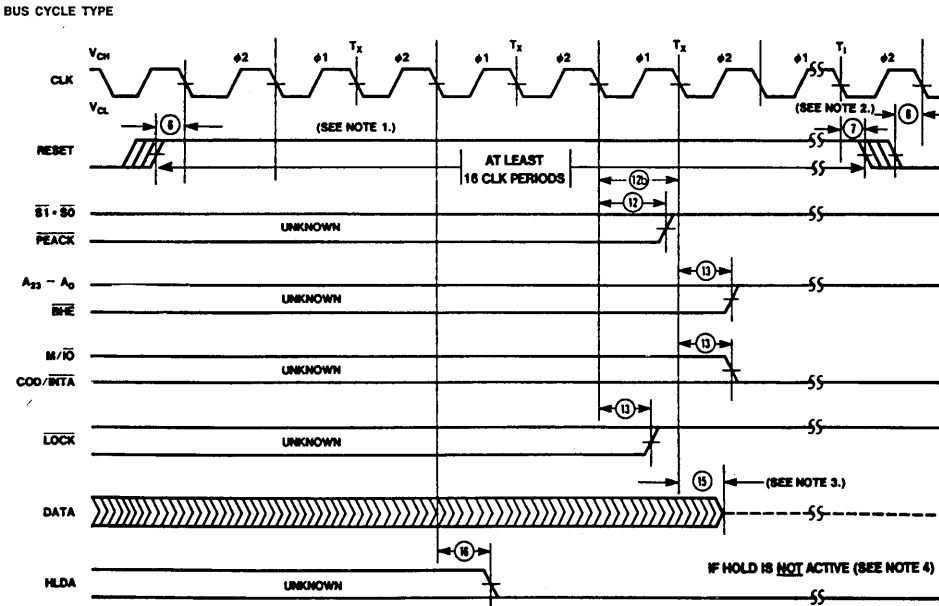 BUS CYCLE TYPE
V_CH
φ2 φ1 T_X φ2 φ1 T_X φ2 φ1 T_X φ2 φ1 T_I φ2
CLK
V_CL
(SEE NOTE 2.)
6 (SEE NOTE 1.) 7 6
RESET
AT LEAST
16 CLK PERIODS
12b
12
S1 • S0
UNKNOWN
PEACK
13
A23 – A0
UNKNOWN
BHE
13
M/IO
UNKNOWN
COD/INTA
13
LOCK UNKNOWN
15 (SEE NOTE 3.)
DATA
16
IF HOLD IS NOT ACTIVE (SEE NOTE 4)
HLDA UNKNOWN